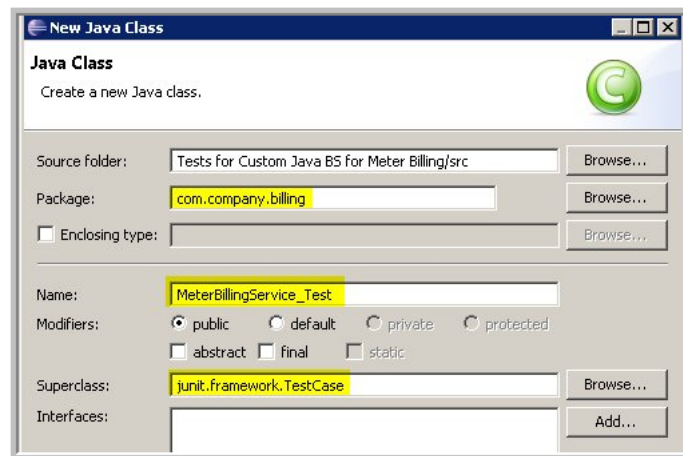 New Java Class
Java Class
Create a new Java class.
Source folder: Tests for Custom Java BS for Meter Billing/src Browse...
Package: com.company.billing Browse...
Enclosing type: Browse...
Name: MeterBillingService_Test
Modifiers: public default private protected
abstract final static
Superclass: junit.framework.TestCase Browse...
Interfaces: Add...